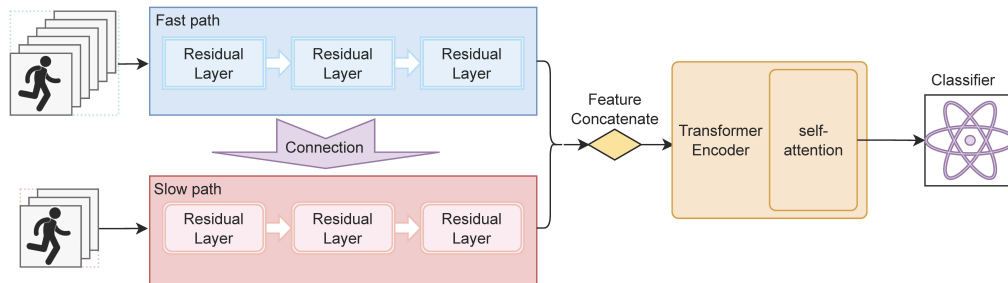 Fast path
Residual
Layer
Residual
Layer
Residual
Layer
Connection
Slow path
Residual
Layer
Residual
Layer
Residual
Layer
Feature
Concatenate
Transformer
Encoder
self-
attention
Classifier